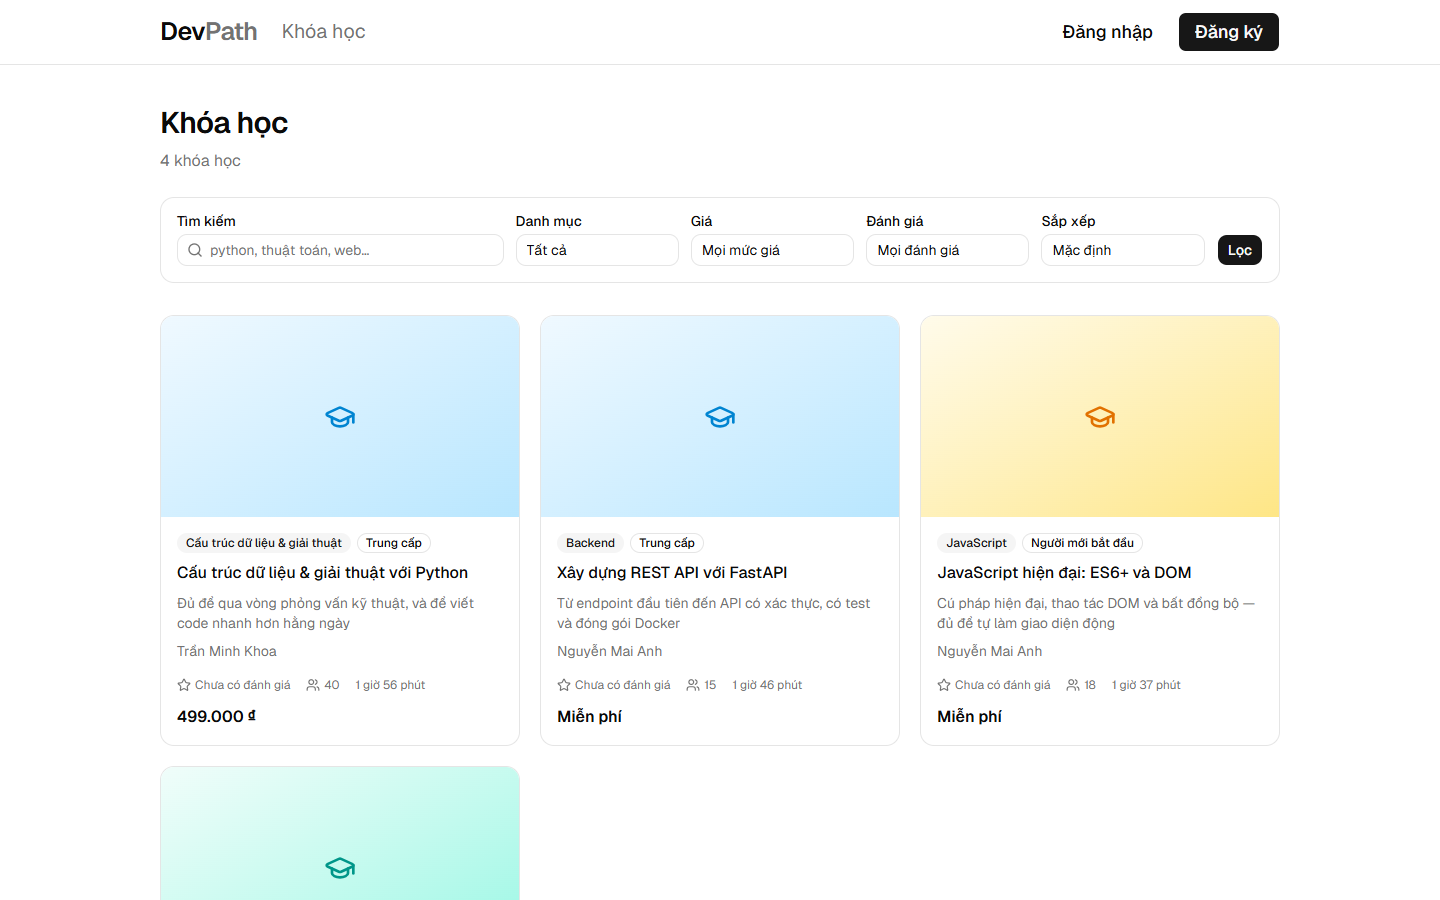 DevPath Khóa học Đăng nhập Đăng ký
Khóa học
4 khóa học
Tìm kiếm Danh mục Giá Đánh giá Sắp xếp
python, thuật toán, web... Tất cả Mọi mức giá Mọi đánh giá Mặc định Lọc
Cấu trúc dữ liệu & giải thuật Trung cấp
Cấu trúc dữ liệu & giải thuật với Python
Đủ để qua vòng phỏng vấn kỹ thuật, và để viết
code nhanh hơn hằng ngày
Trần Minh Khoa
Chưa có đánh giá 40 1 giờ 56 phút
499.000 ₫
Backend Trung cấp
Xây dựng REST API với FastAPI
Từ endpoint đầu tiên đến API có xác thực, có test
và đóng gói Docker
Nguyễn Mai Anh
Chưa có đánh giá 15 1 giờ 46 phút
Miễn phí
JavaScript Người mới bắt đầu
JavaScript hiện đại: ES6+ và DOM
Cú pháp hiện đại, thao tác DOM và bất đồng bộ —
đủ để tự làm giao diện động
Nguyễn Mai Anh
Chưa có đánh giá 18 1 giờ 37 phút
Miễn phí